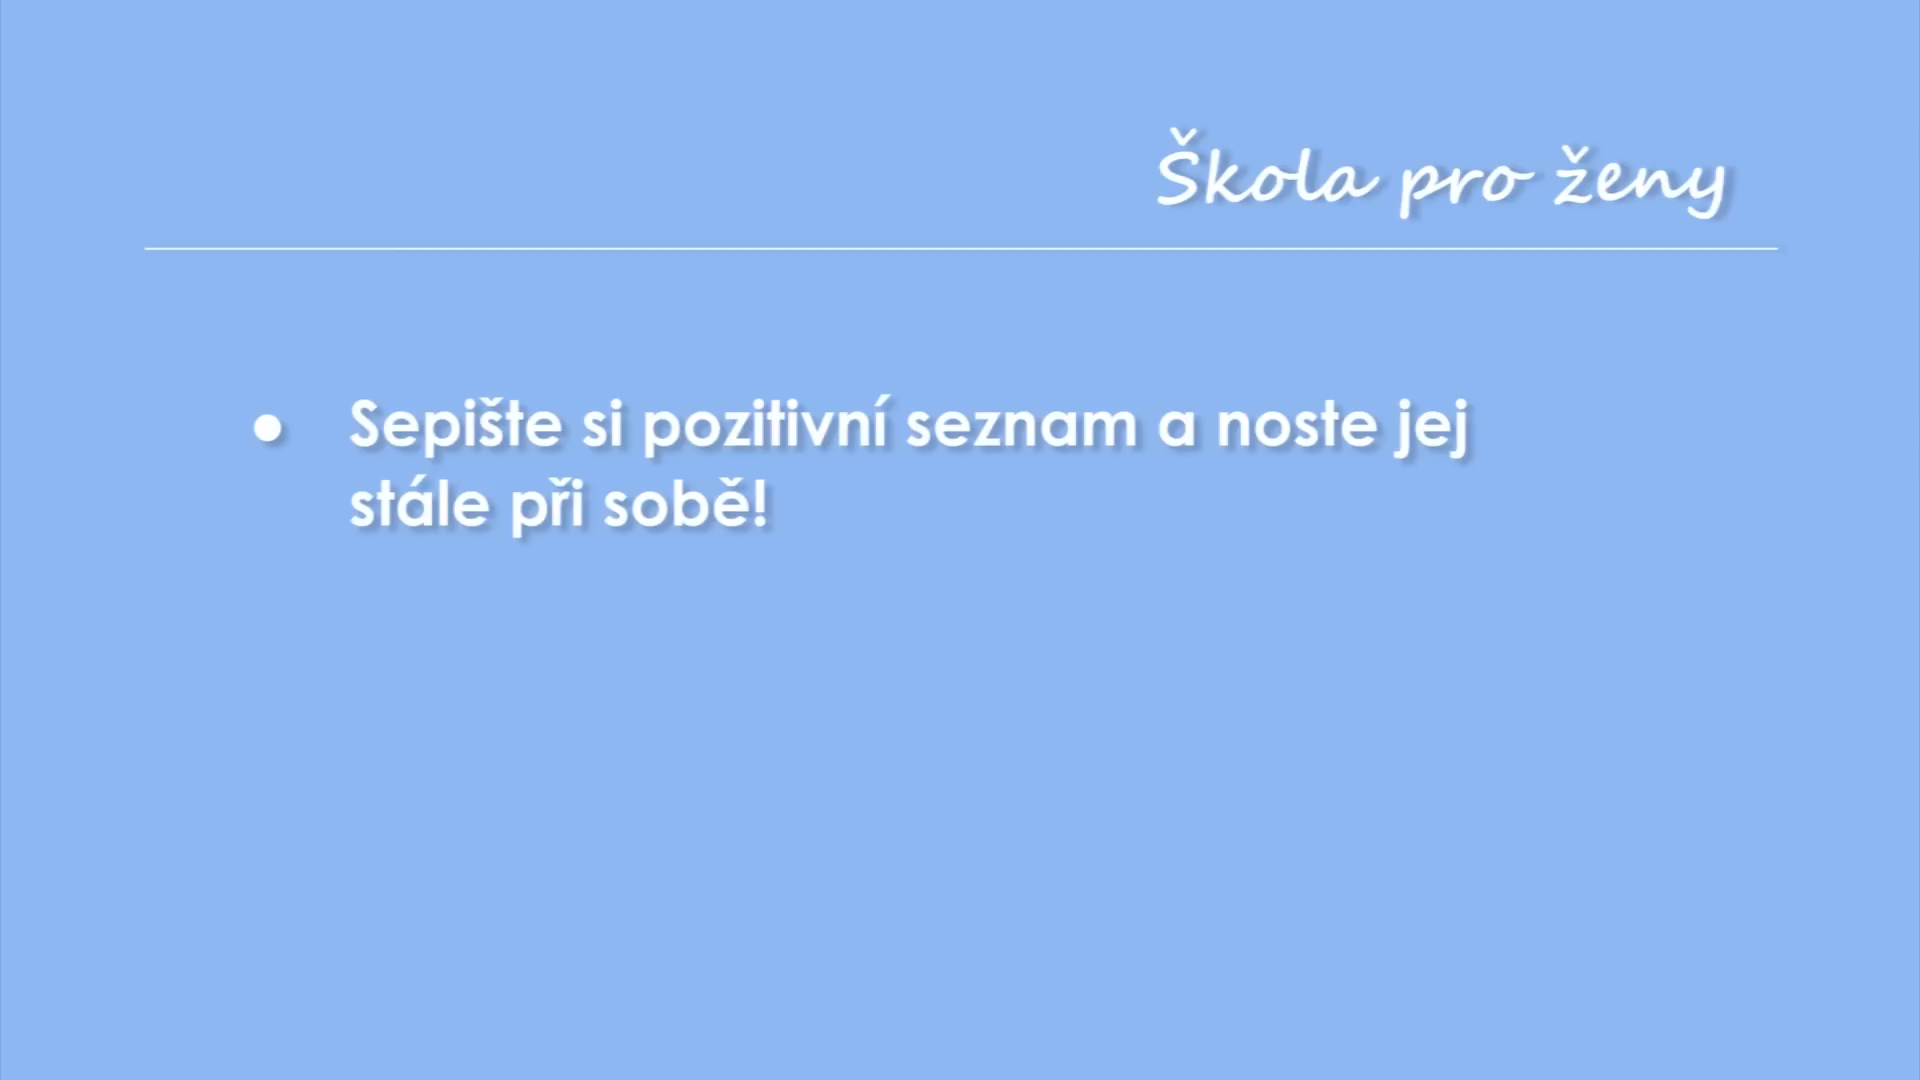 Škola pro ženy
● Sepište si pozitivní seznam a noste jej
stále při sobě!